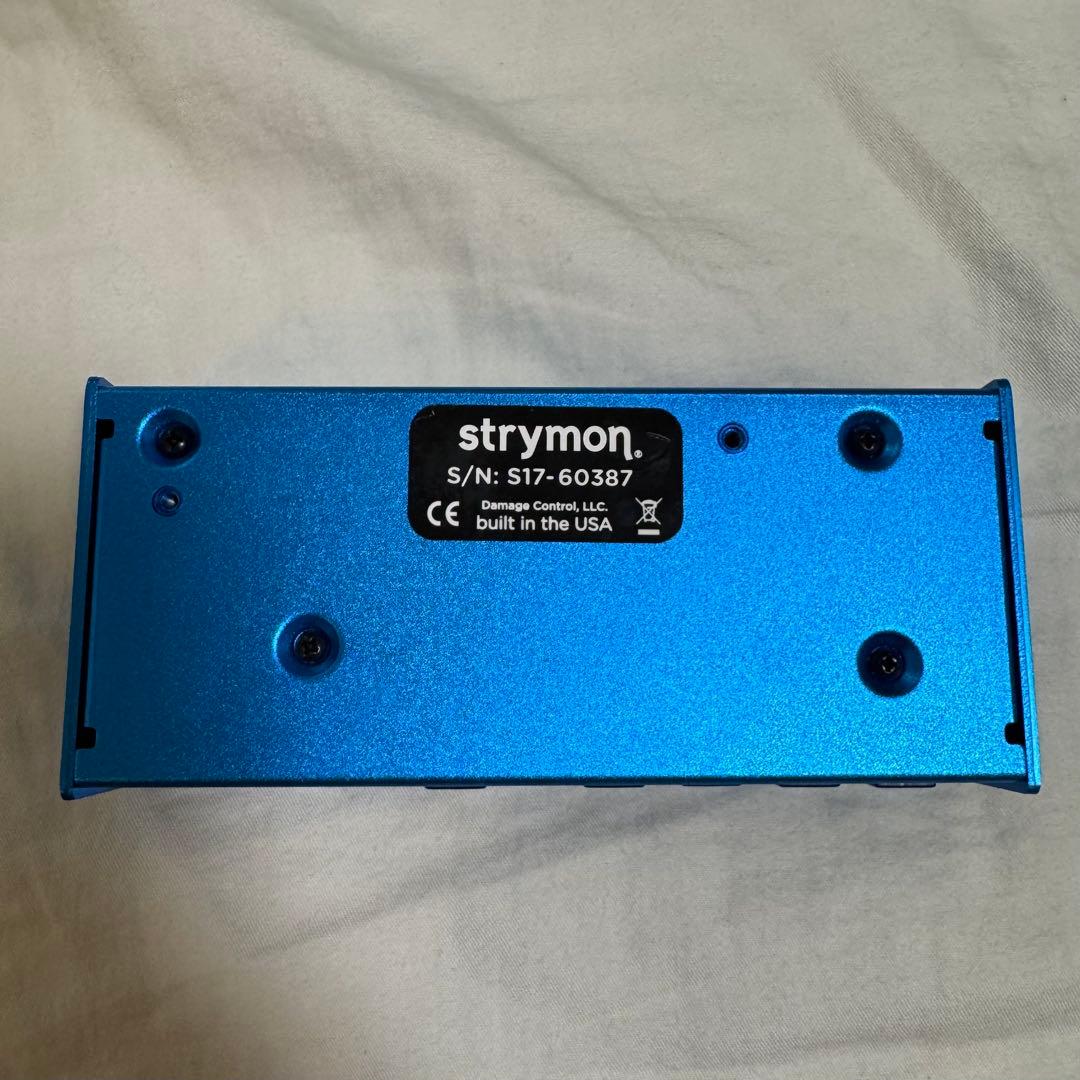 strymon®
S/N: S17-60387
Damage Control, LLC.
CE built in the USA